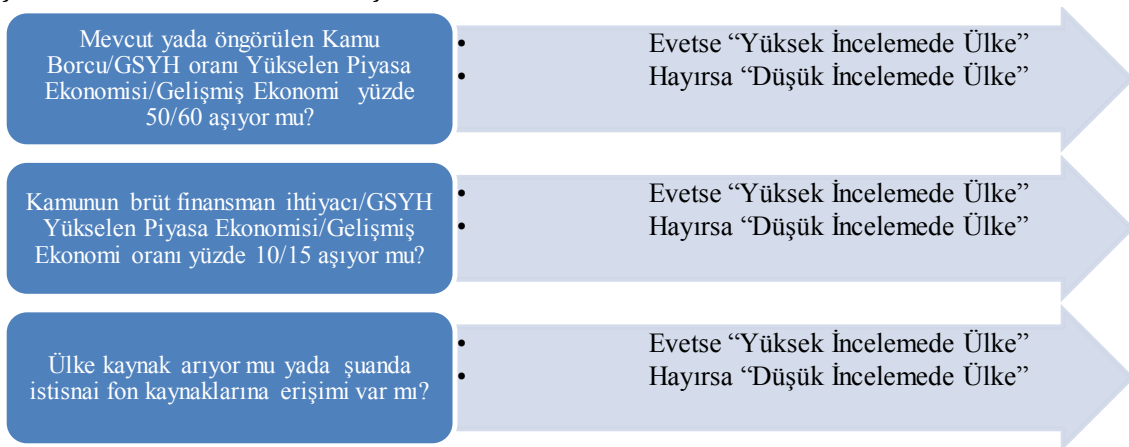 Mevcut yada öngörülen Kamu
Borcu/GSYH oranı Yükselen Piyasa
Ekonomisi/Gelişmiş Ekonomi yüzde
50/60 aşıyor mu?
• Evetse “Yüksek İncelemede Ülke”
• Hayırsa “Düşük İncelemede Ülke”
Kamunun brüt finansman ihtiyacı/GSYH
Yükselen Piyasa Ekonomisi/Gelişmiş
Ekonomi oranı yüzde 10/15 aşıyor mu?
• Evetse “Yüksek İncelemede Ülke”
• Hayırsa “Düşük İncelemede Ülke”
Ülke kaynak arıyor mu yada şuanda
istisnai fon kaynaklarına erişimi var mı?
• Evetse “Yüksek İncelemede Ülke”
• Hayırsa “Düşük İncelemede Ülke”